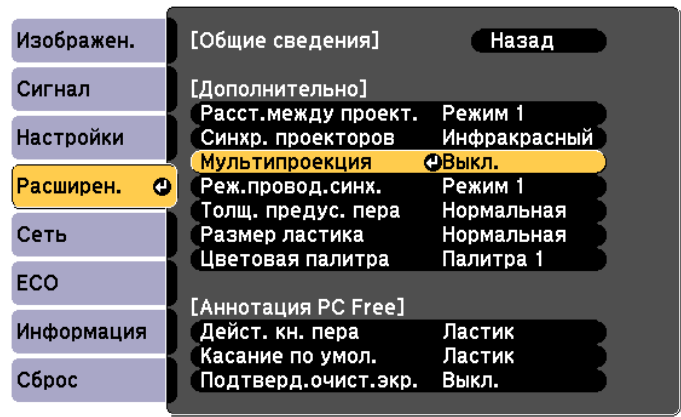 Изображен.
Сигнал
Настройки
Расширен.
Сеть
ECO
Информация
Сброс
[Общие сведения] Назад
[Дополнительно]
Расст.между проект. Режим 1
Синхр. проекторов Инфракрасный
Мультипроекция Выкл.
Реж.провод.синх. Режим 1
Толщ. предус. пера Нормальная
Размер ластика Нормальная
Цветовая палитра Палитра 1
[Аннотация PC Free]
Дейст. кн. пера Ластик
Касание по умол. Ластик
Подтверд.очист.экр. Выкл.